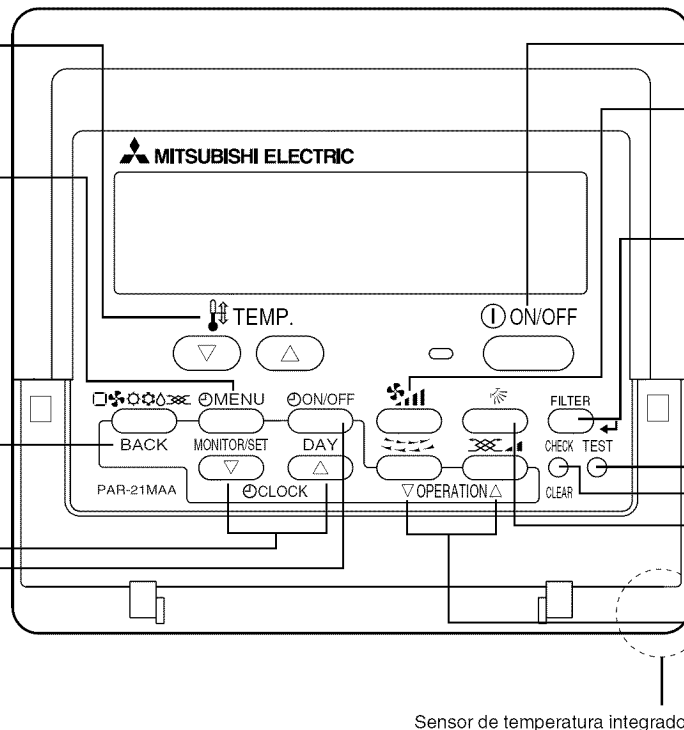 MITSUBISHI ELECTRIC
TEMP.
ON/OFF
MENU
ON/OFF
FILTER
BACK
MONITOR/SET
DAY
CHECK
TEST
PAR-21MAA
CLOCK
OPERATION
CLEAR
Sensor de temperatura integrado